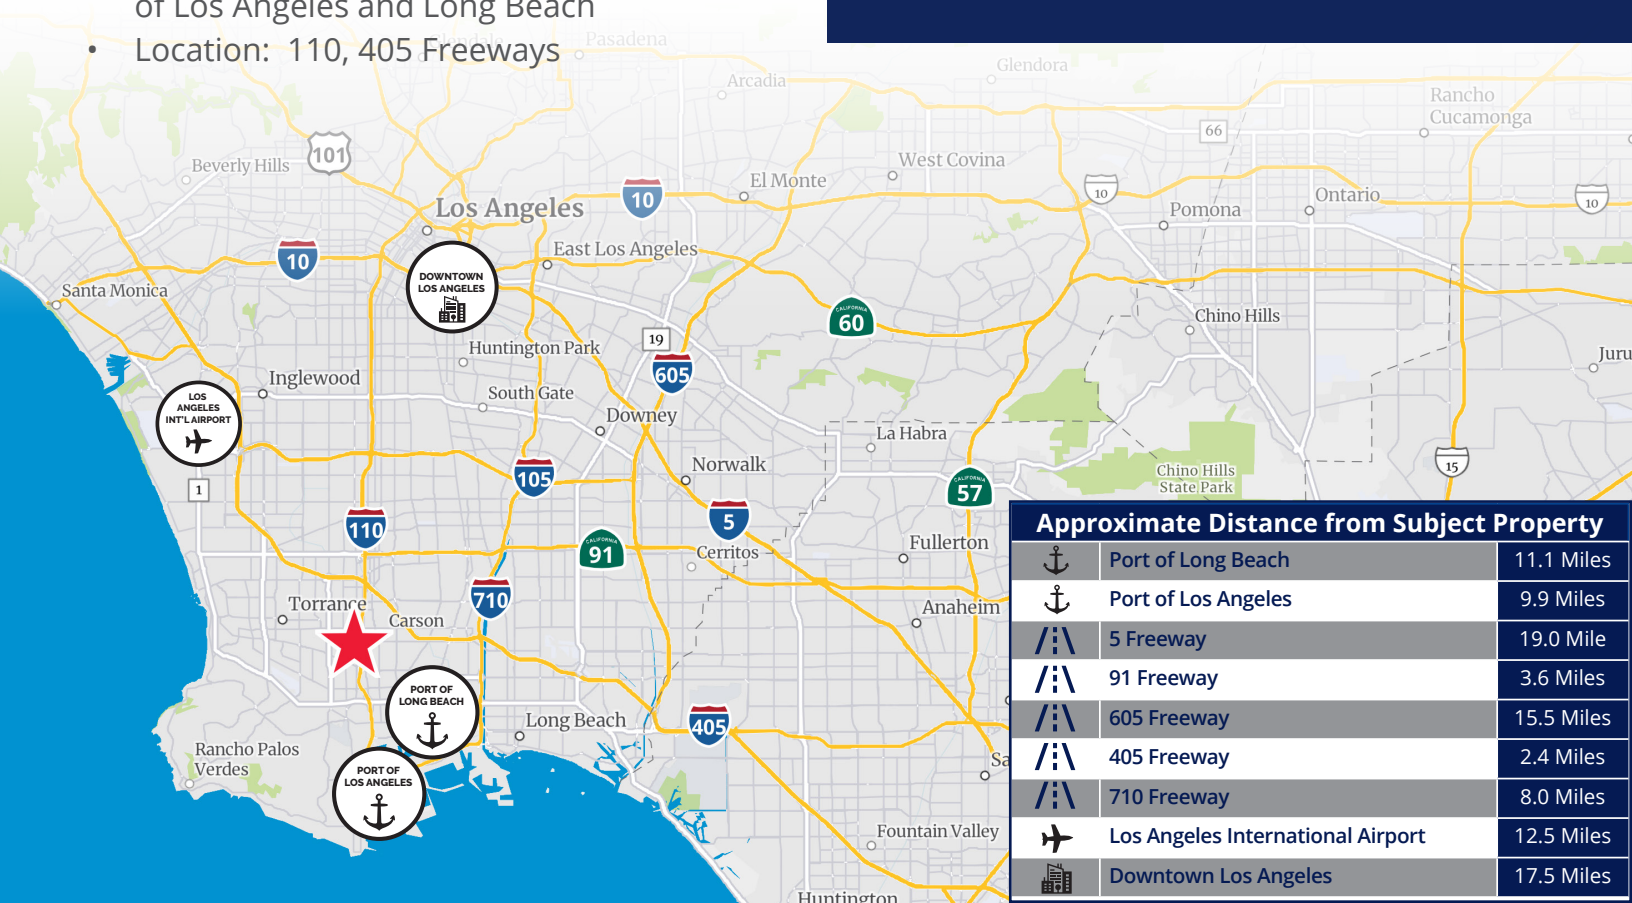 of Los Angeles and Long Beach
• Location: 110, 405 Freeways
Glendale
Pasadena
Glendora
Arcadia
Rancho
Cucamonga
66
101
Beverly Hills
West Covina
El Monte
10
10
Ontario
10
Los Angeles
Pomona
10
East Los Angeles
DOWNTOWN
LOS ANGELES
Santa Monica
CALIFORNIA
60
Chino Hills
19
Huntington Park
Juru
605
Inglewood
South Gate
LOS
ANGELES
INT'L AIRPORT
Downey
La Habra
Norwalk
Chino Hills
State Park
15
105
1
CALIFORNIA
57
110
5
CALIFORNIA
91
Cerritos
Fullerton
710
Torrance
Carson
Anaheim
PORT OF
LONG BEACH
Long Beach
405
Rancho Palos
Verdes
Sa
PORT OF
LOS ANGELES
Fountain Valley
Huntington
Approximate Distance from Subject Property
Port of Long Beach 11.1 Miles
Port of Los Angeles 9.9 Miles
5 Freeway 19.0 Mile
91 Freeway 3.6 Miles
605 Freeway 15.5 Miles
405 Freeway 2.4 Miles
710 Freeway 8.0 Miles
Los Angeles International Airport 12.5 Miles
Downtown Los Angeles 17.5 Miles